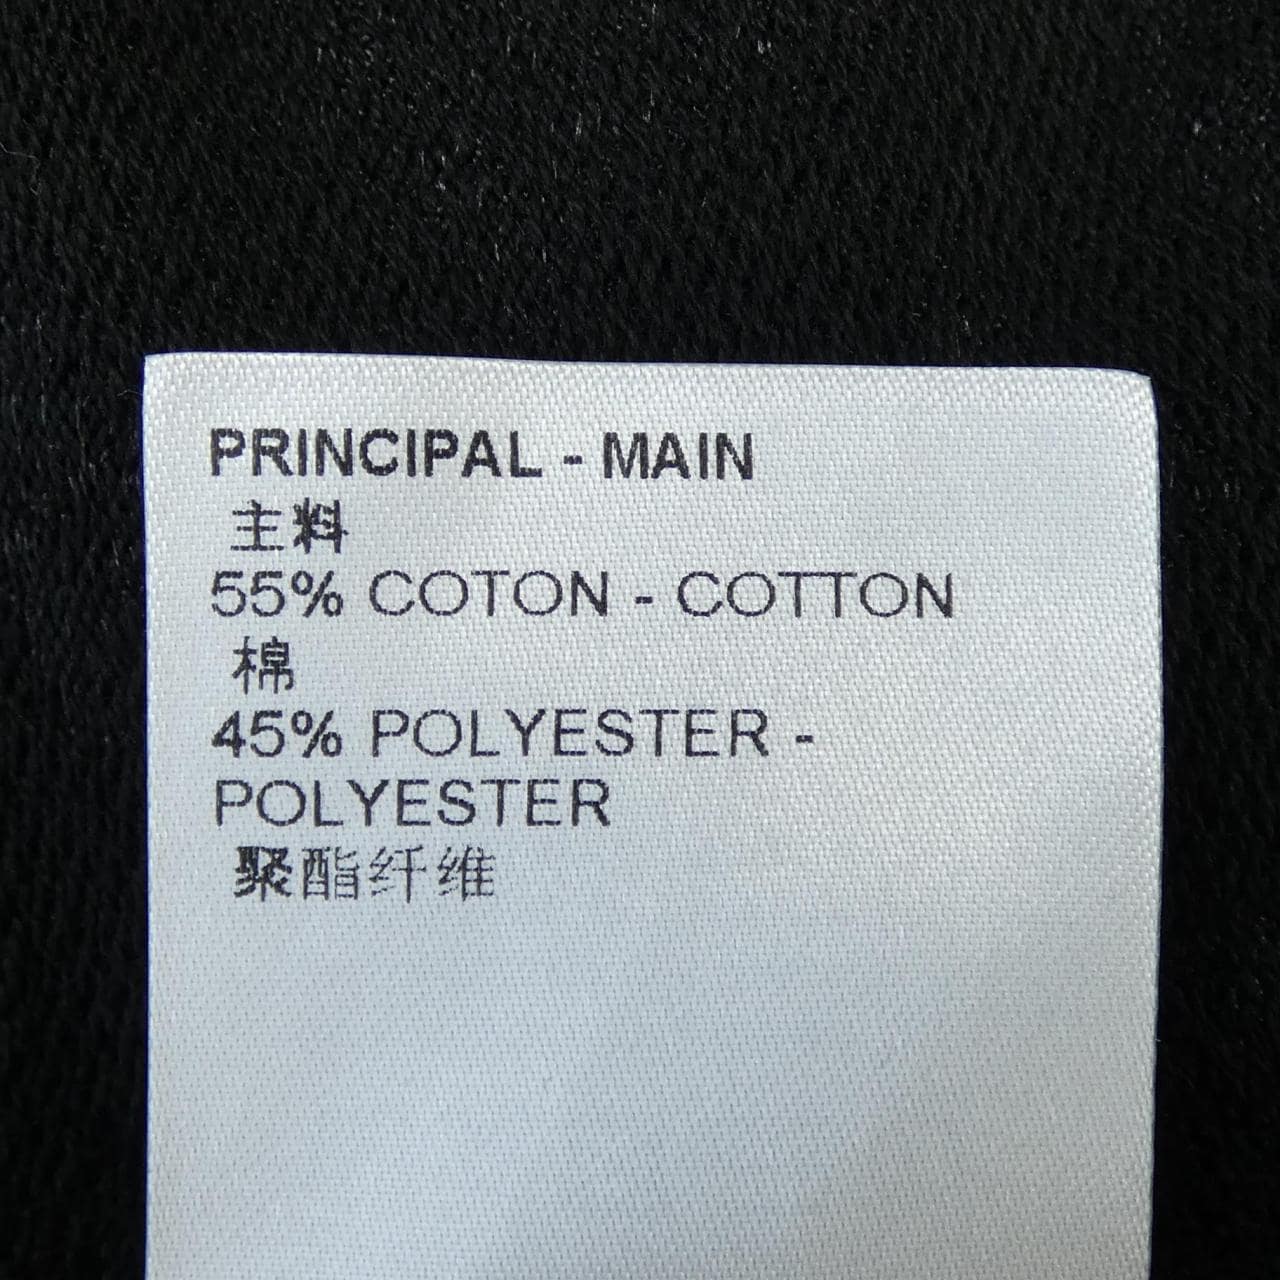 PRINCIPAL - MAIN
主料
55% COTON - COTTON
棉
45% POLYESTER -
POLYESTER
聚酯纤维